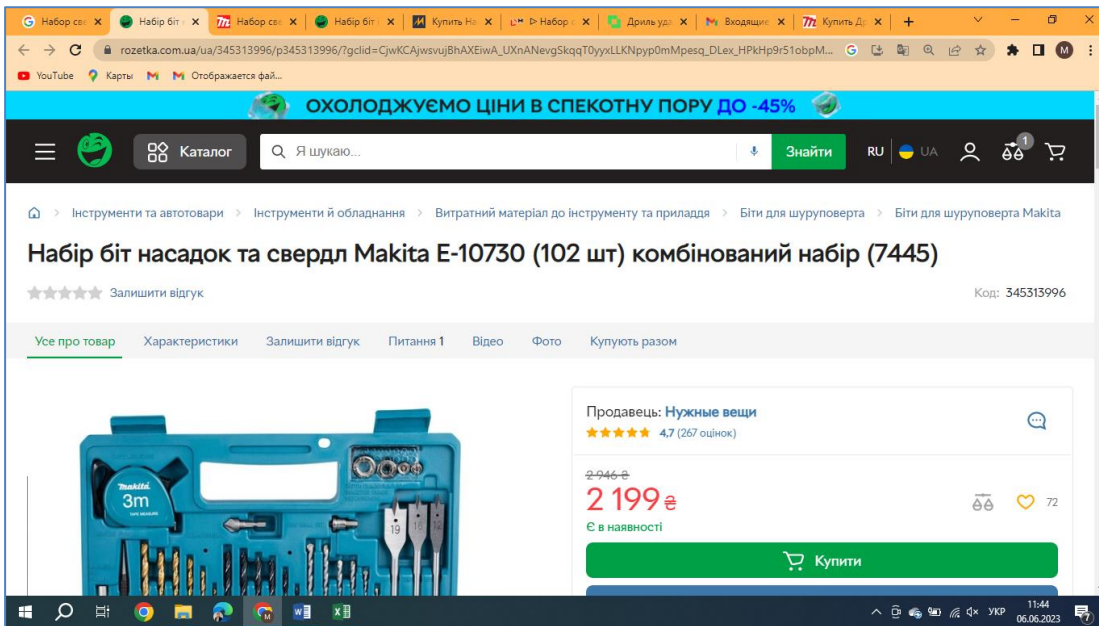 Набор све
Набір біт
Набор све
Набір біт
Купить На
ᐈ Набор с
Дриль уда
Входящие
Купить Др
rozetka.com.ua/ua/345313996/p345313996/?gclid=CjwKCAjwsvujBhAXEiwA_UXnANevgSkqqT0yyxLLKNpyp0mMpesq_DLex_HPkHp9r51obpM...
M
YouTube Карты Отображается фай...
ОХОЛОДЖУЄМО ЦІНИ В СПЕКОТНУ ПОРУ ДО -45%
Каталог Я шукаю... Знайти RU UA 1
Інструменти та автотовари > Інструменти й обладнання > Витратний матеріал до інструменту та приладдя > Біти для шуруповерта > Біти для шуруповерта Makita
Набір біт насадок та свердл Makita E-10730 (102 шт) комбінований набір (7445)
Залишити відгук Код: 345313996
Усе про товар Характеристики Залишити відгук Питання 1 Відео Фото Купують разом
Продавець: Нужные вещи
4,7 (267 оцінок)
2 946 ₴
2 199 ₴
72
Є в наявності
Купити
makita
3m
19 16 12
УКР
11:44
06.06.2023
7